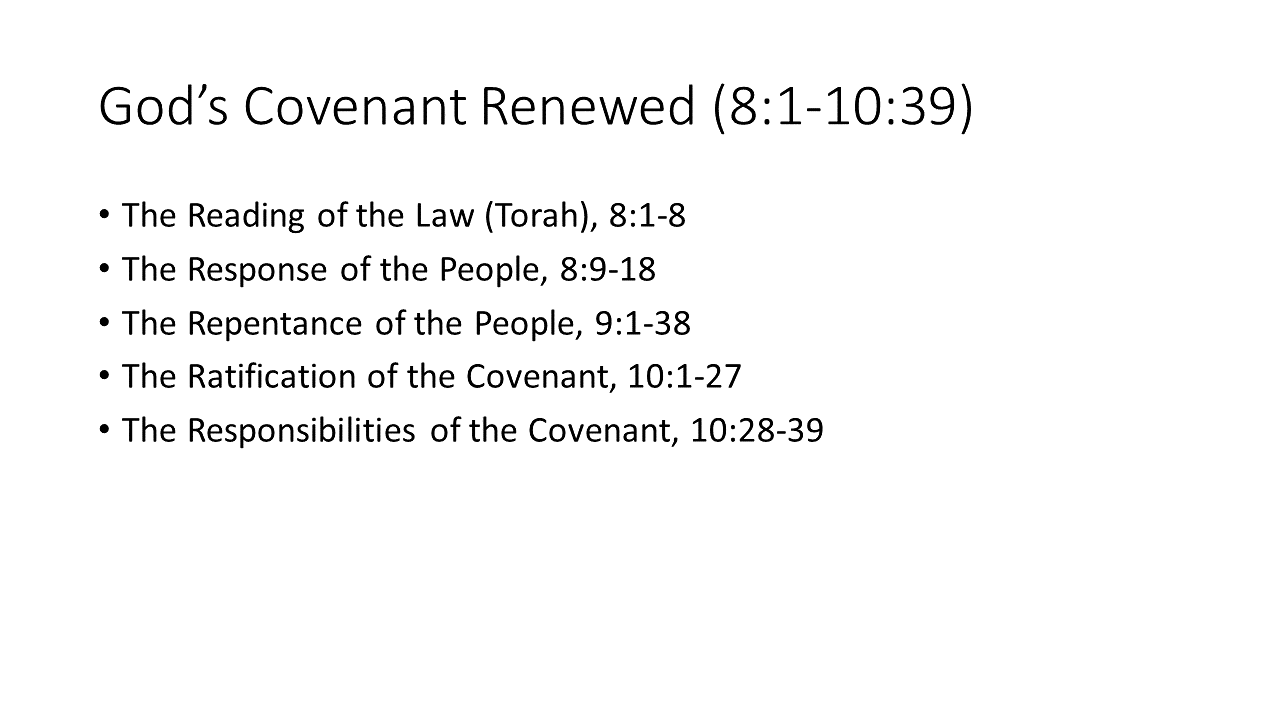 God’s Covenant Renewed (8:1-10:39)
• The Reading of the Law (Torah), 8:1-8
• The Response of the People, 8:9-18
• The Repentance of the People, 9:1-38
• The Ratification of the Covenant, 10:1-27
• The Responsibilities of the Covenant, 10:28-39